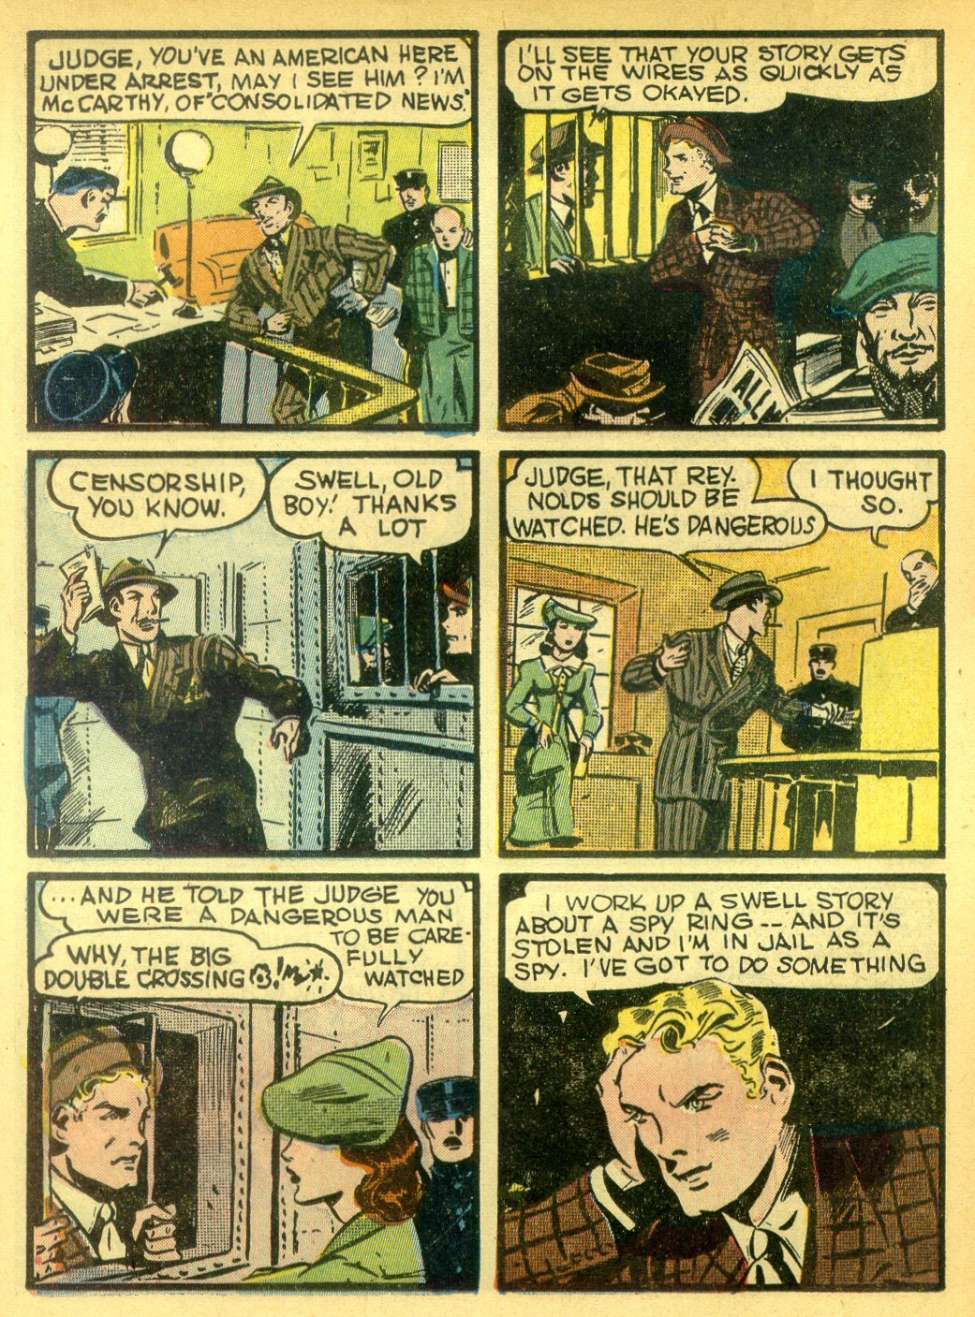 JUDGE, YOU'VE AN AMERICAN HERE
UNDER ARREST, MAY I SEE HIM? I'M
McCARTHY, OF "CONSOLIDATED NEWS."
I'LL SEE THAT YOUR STORY GETS
ON THE WIRES AS QUICKLY AS
IT GETS OKAYED.
CENSORSHIP,
YOU KNOW.
SWELL, OLD
BOY! THANKS
A LOT
JUDGE, THAT REY-
NOLDS SHOULD BE
WATCHED. HE'S DANGEROUS
I THOUGHT
SO.
...AND HE TOLD THE JUDGE YOU
WERE A DANGEROUS MAN
TO BE CARE-
FULLY
WATCHED
WHY, THE BIG
DOUBLE CROSSING
I WORK UP A SWELL STORY
ABOUT A SPY RING -- AND IT'S
STOLEN AND I'M IN JAIL AS A
SPY. I'VE GOT TO DO SOMETHING